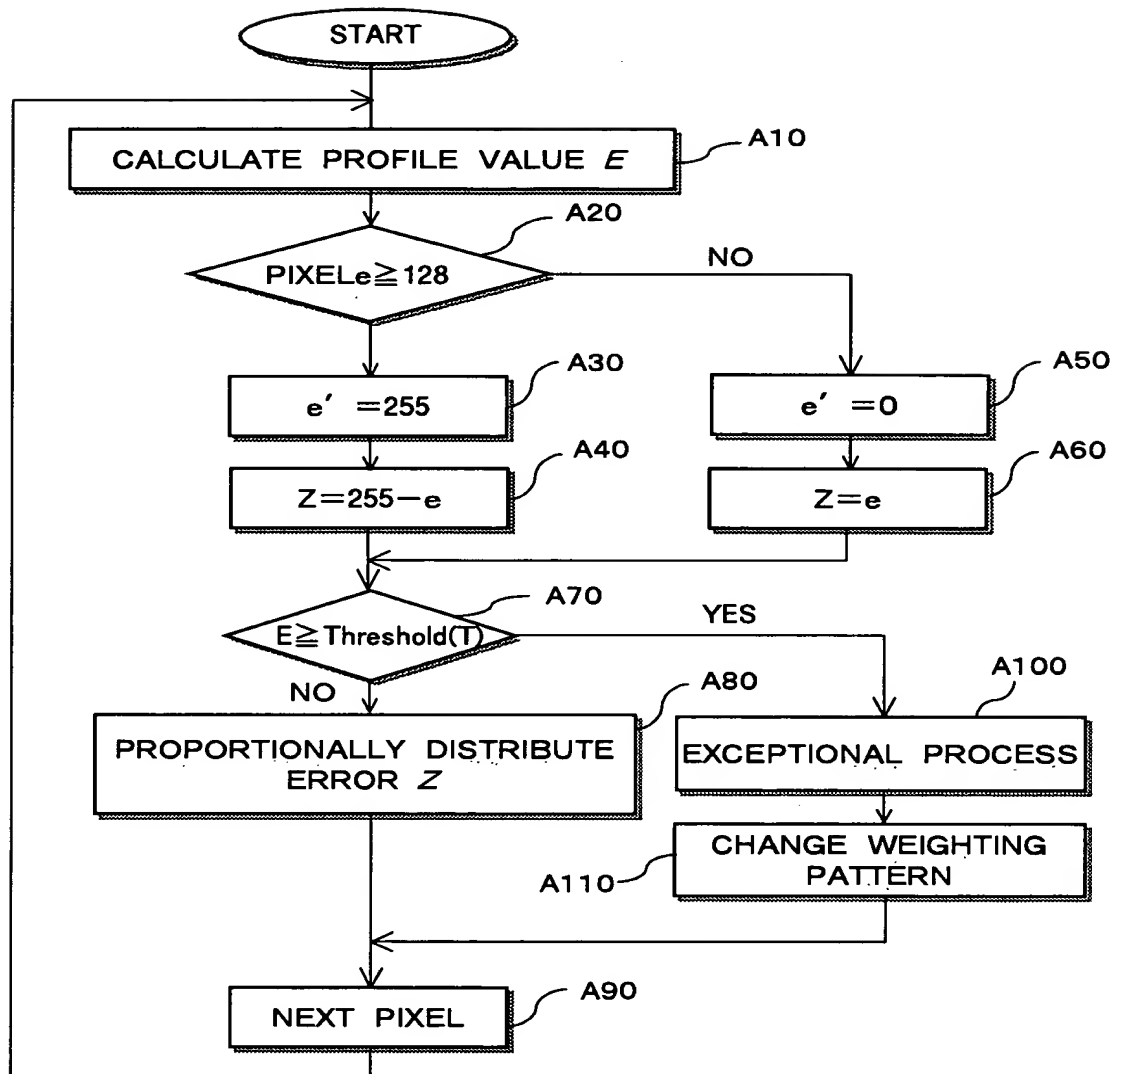 START
CALCULATE PROFILE VALUE E
A10
A20
PIXELe≧128
NO
A30
e′ =255
A50
e′ =0
A40
Z=255−e
A60
Z=e
A70
E≧Threshold(T)
YES
NO
A80
PROPORTIONALLY DISTRIBUTE
ERROR Z
A100
EXCEPTIONAL PROCESS
CHANGE WEIGHTING
PATTERN
A110
A90
NEXT PIXEL